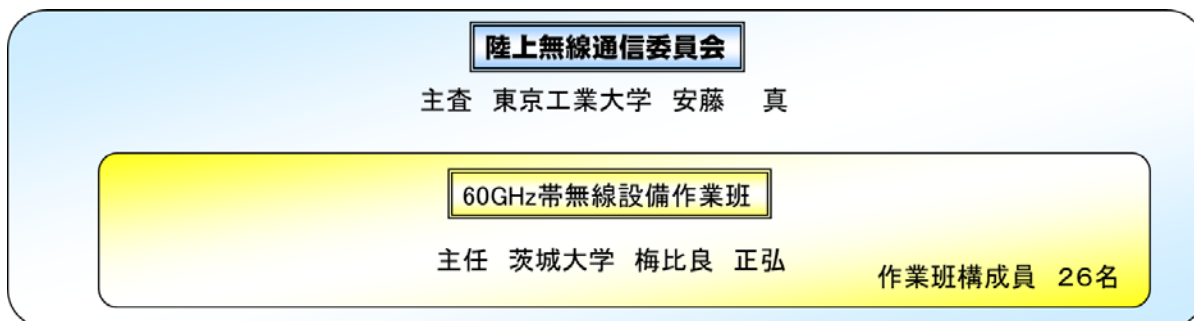 陸上無線通信委員会
主査 東京工業大学 安藤 真
60GHz帯無線設備作業班
主任 茨城大学 梅比良 正弘
作業班構成員 26名